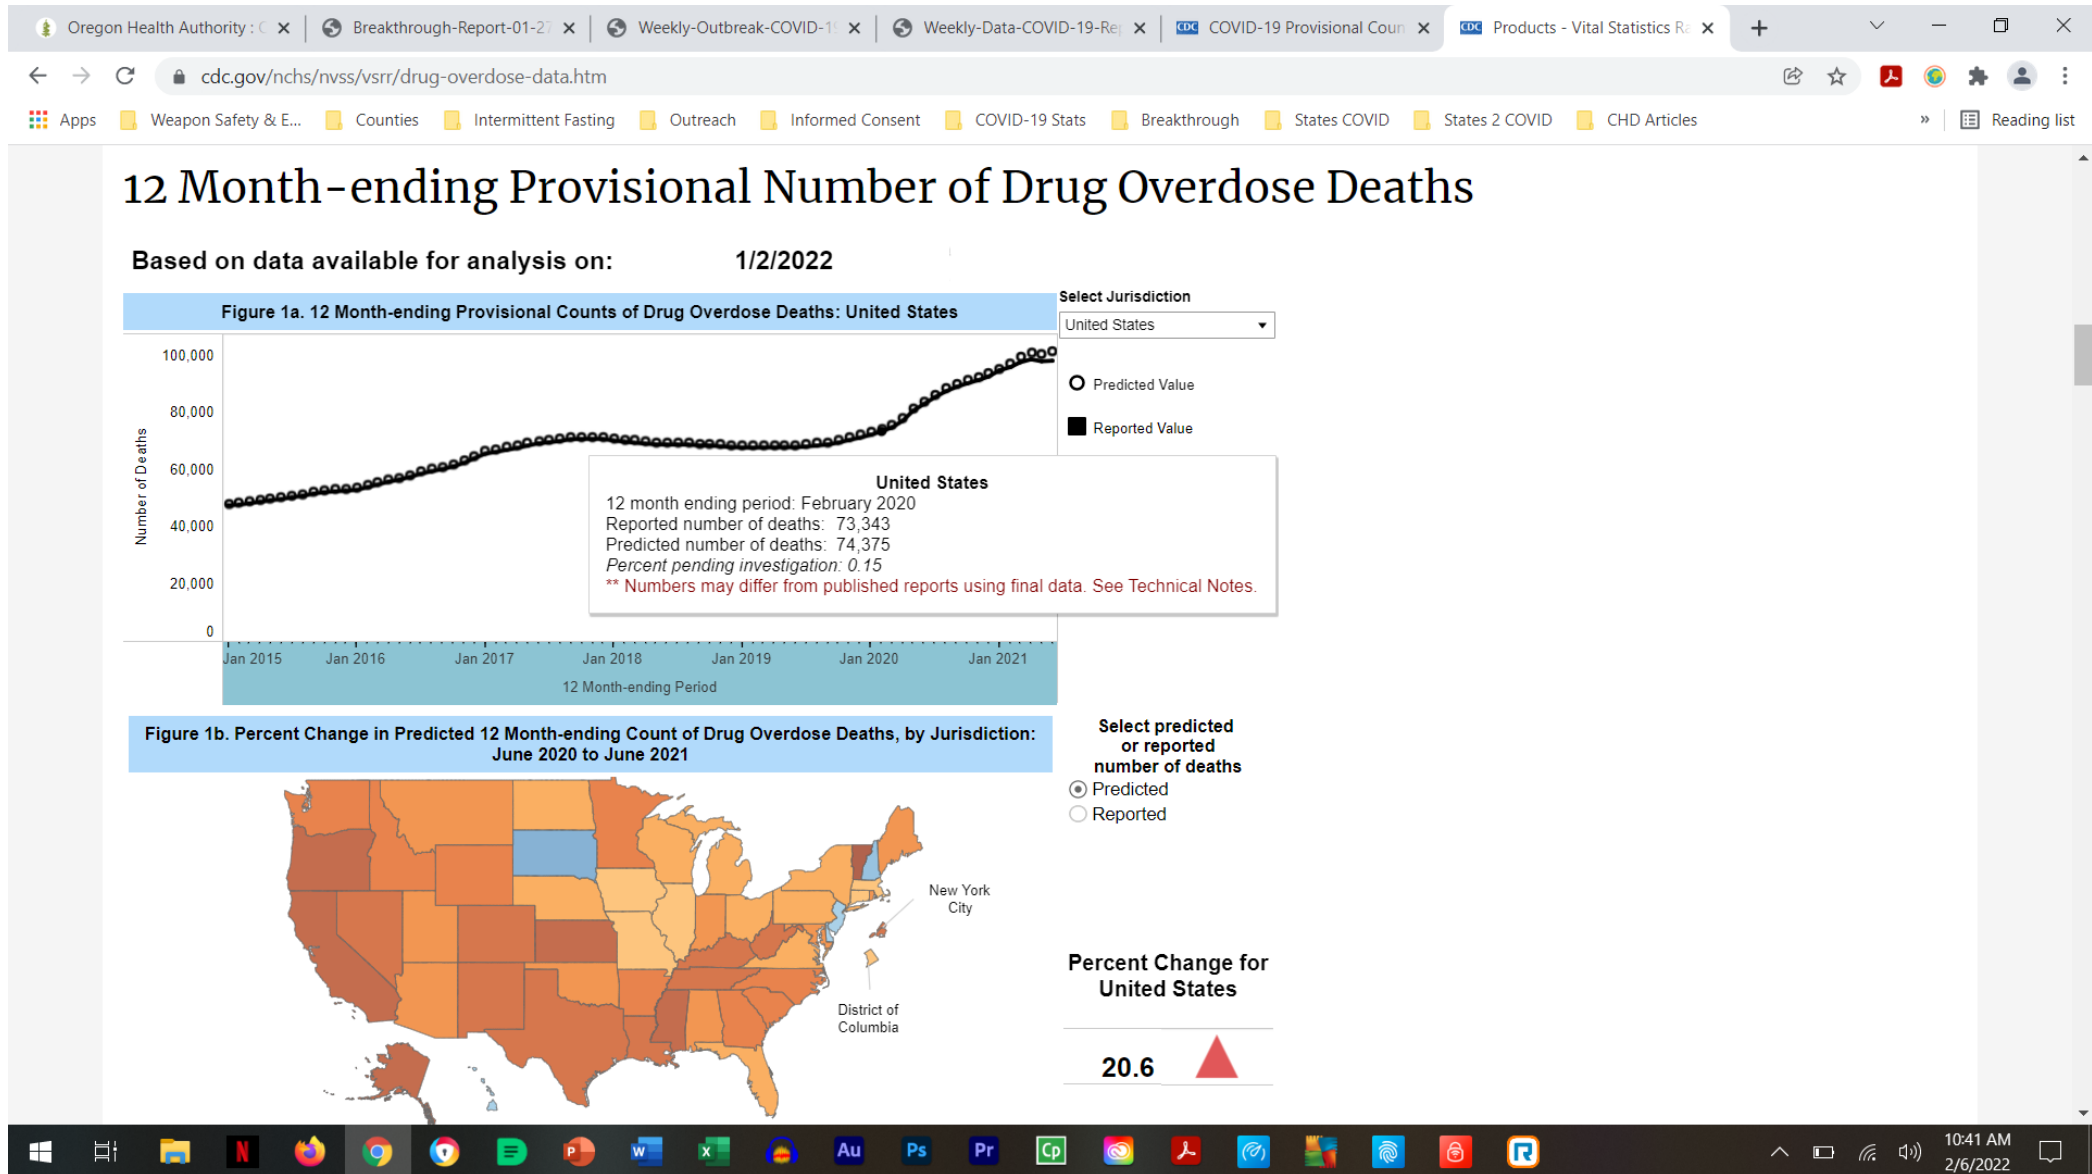 Oregon Health Authority : C
Breakthrough-Report-01-27
Weekly-Outbreak-COVID-19
Weekly-Data-COVID-19-Rep
CDC COVID-19 Provisional Coun
CDC Products - Vital Statistics Ra
cdc.gov/nchs/nvss/vsrr/drug-overdose-data.htm
Apps
Weapon Safety & E...
Counties
Intermittent Fasting
Outreach
Informed Consent
COVID-19 Stats
Breakthrough
States COVID
States 2 COVID
CHD Articles
»
Reading list
12 Month-ending Provisional Number of Drug Overdose Deaths
Based on data available for analysis on: 1/2/2022
Figure 1a. 12 Month-ending Provisional Counts of Drug Overdose Deaths: United States
Select Jurisdiction
United States
Predicted Value
Reported Value
100,000
80,000
60,000
40,000
20,000
0
Number of Deaths
United States
12 month ending period: February 2020
Reported number of deaths: 73,343
Predicted number of deaths: 74,375
Percent pending investigation: 0.15
** Numbers may differ from published reports using final data. See Technical Notes.
Jan 2015 Jan 2016 Jan 2017 Jan 2018 Jan 2019 Jan 2020 Jan 2021
12 Month-ending Period
Figure 1b. Percent Change in Predicted 12 Month-ending Count of Drug Overdose Deaths, by Jurisdiction:
June 2020 to June 2021
Select predicted
or reported
number of deaths
Predicted
Reported
New York
City
District of
Columbia
Percent Change for
United States
20.6
N
P
W
X
Au
Ps
Pr
Cp
R
10:41 AM
2/6/2022